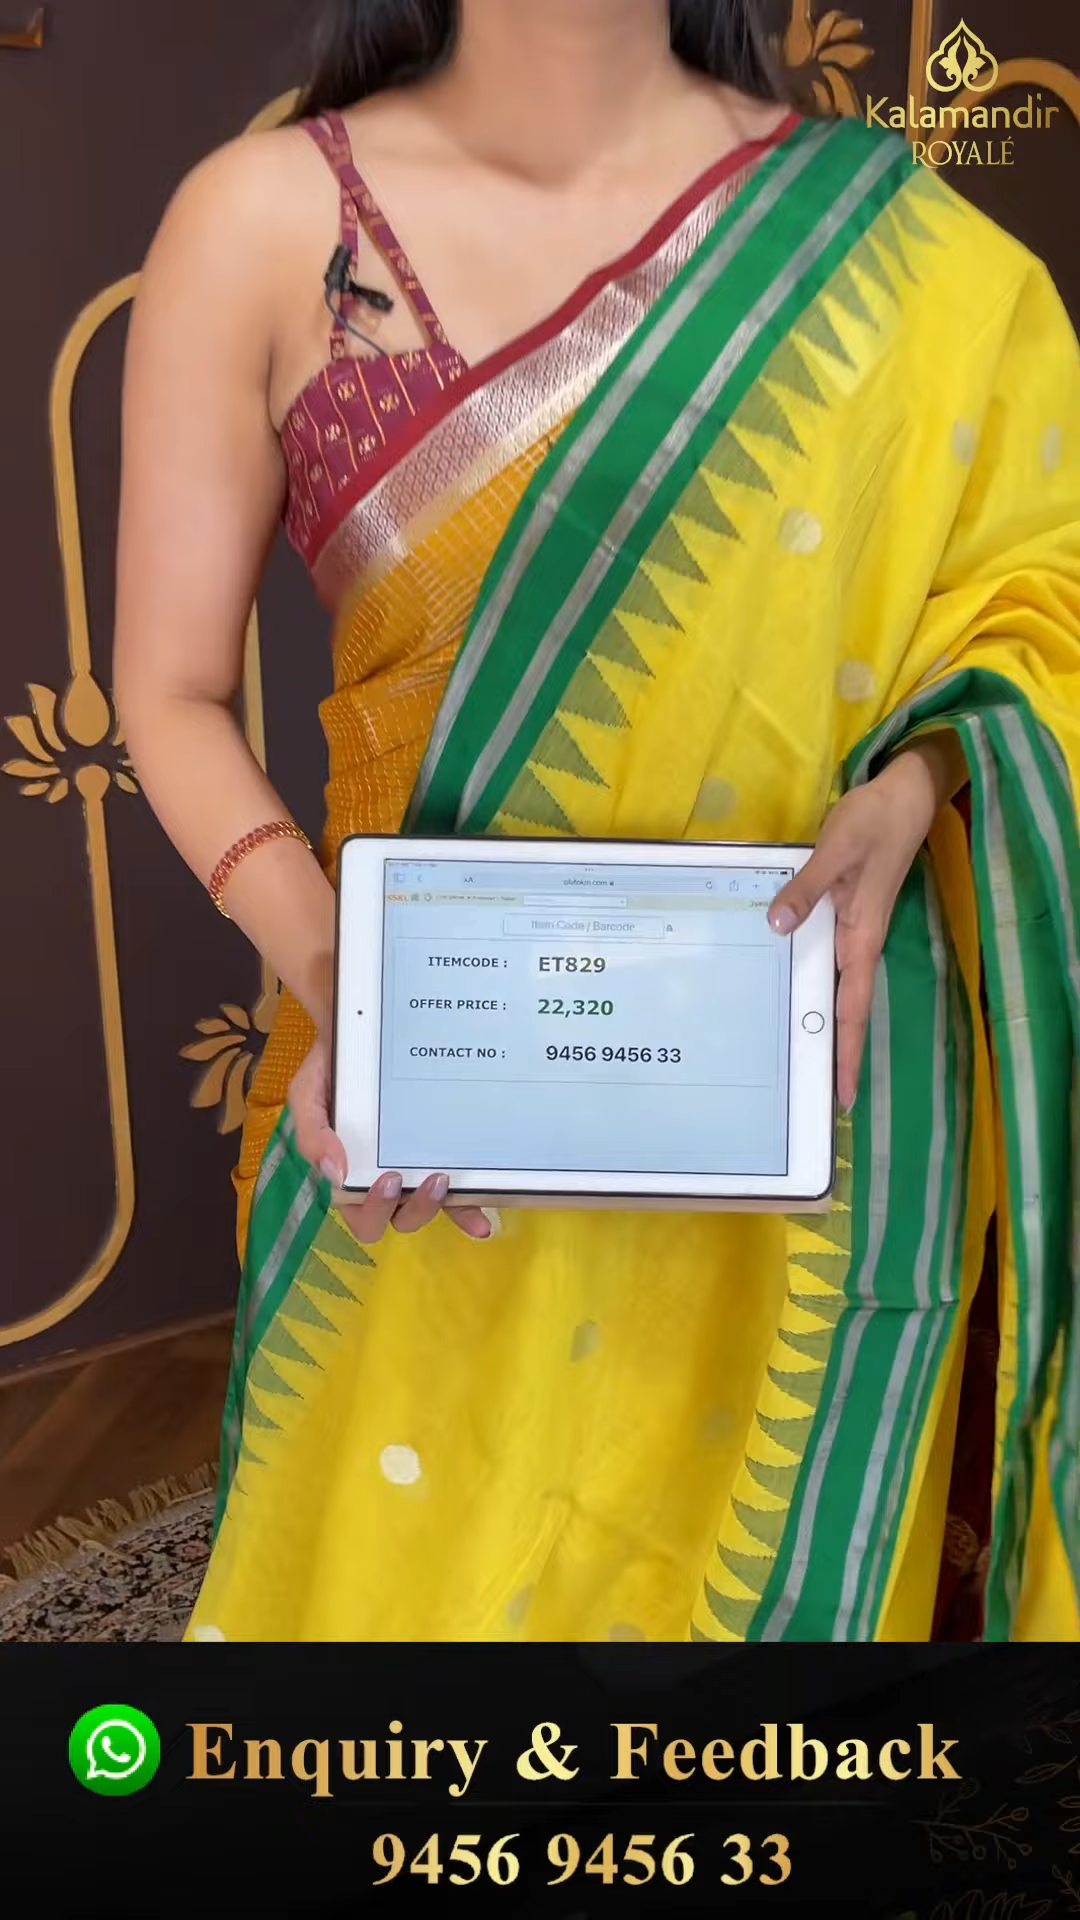 Kalamandir
ROYALÉ
Item Code / Barcode
ITEMCODE : ET829
OFFER PRICE : 22,320
CONTACT NO : 9456 9456 33
Enquiry & Feedback
9456 9456 33